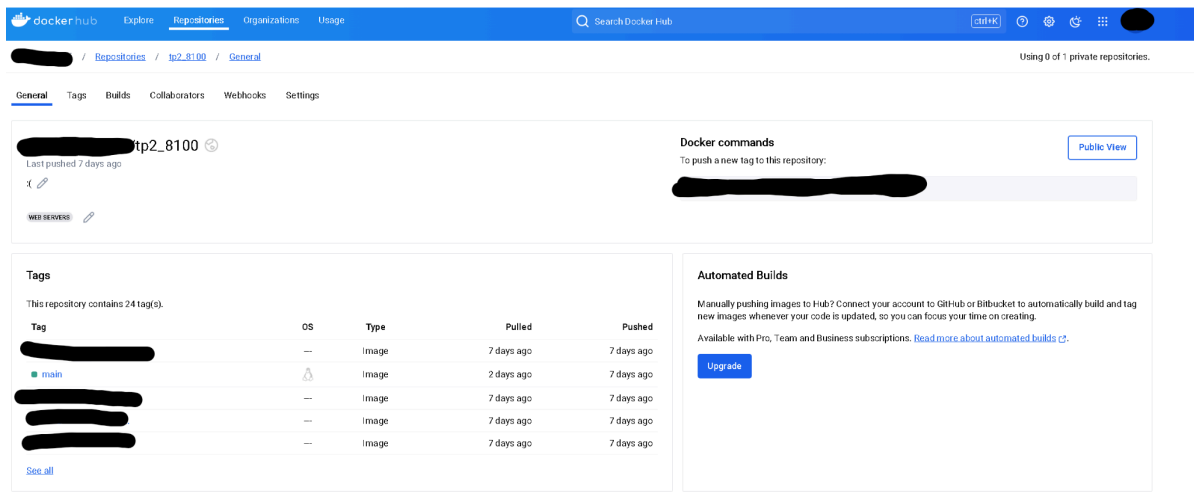 dockerhub Explore Repositories Organizations Usage Search Docker Hub ctrl+K
/ Repositories / tp2_8100 / General Using 0 of 1 private repositories.
General Tags Builds Collaborators Webhooks Settings
/tp2_8100
Last pushed 7 days ago
:(
WEB SERVERS
Docker commands
To push a new tag to this repository:
Public View
Tags
This repository contains 24 tag(s).
Tag OS Type Pulled Pushed
--- Image 7 days ago 7 days ago
main Image 2 days ago 7 days ago
--- Image 7 days ago 7 days ago
--- Image 7 days ago 7 days ago
--- Image 7 days ago 7 days ago
See all
Automated Builds
Manually pushing images to Hub? Connect your account to GitHub or Bitbucket to automatically build and tag
new images whenever your code is updated, so you can focus your time on creating.
Available with Pro, Team and Business subscriptions. Read more about automated builds.
Upgrade